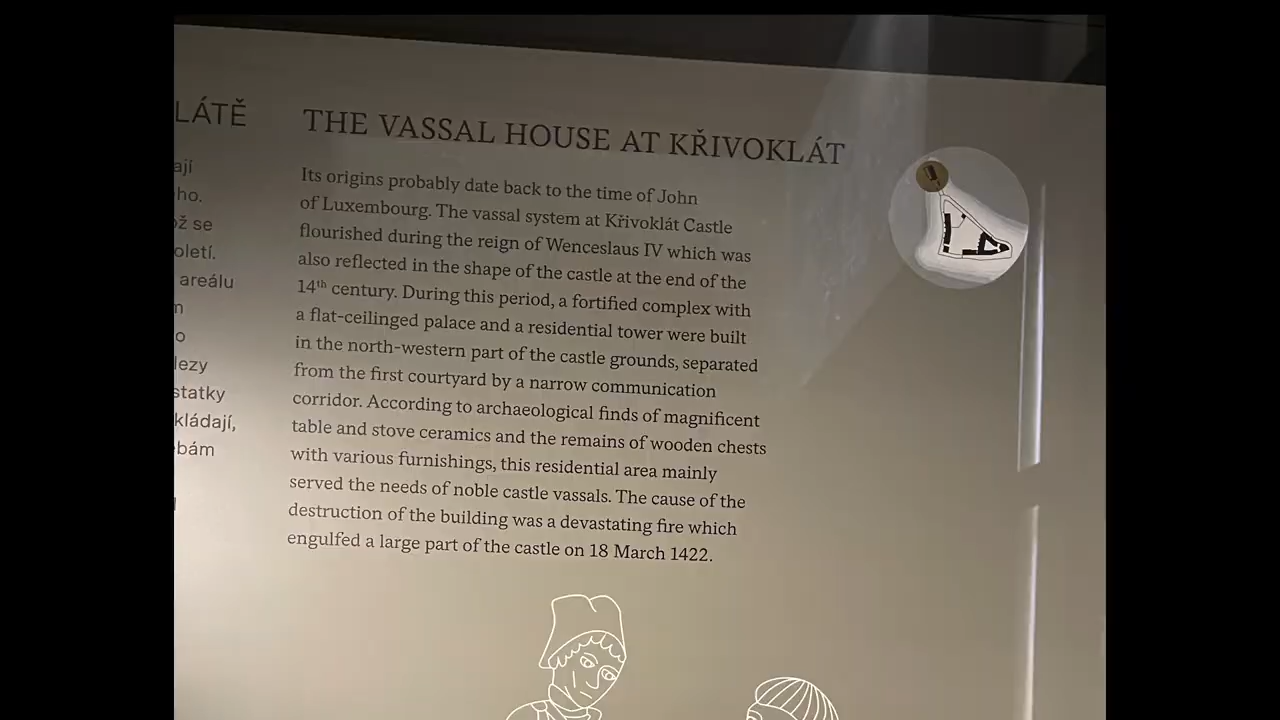 LÁTĚ
ají
ho.
ož se
oletí.
areálu
m
o
lezy
statky
kládají,
bám
THE VASSAL HOUSE AT KŘIVOKLÁT
Its origins probably date back to the time of John
of Luxembourg. The vassal system at Křivoklát Castle
flourished during the reign of Wenceslaus IV which was
also reflected in the shape of the castle at the end of the
14th century. During this period, a fortified complex with
a flat-ceilinged palace and a residential tower were built
in the north-western part of the castle grounds, separated
from the first courtyard by a narrow communication
corridor. According to archaeological finds of magnificent
table and stove ceramics and the remains of wooden chests
with various furnishings, this residential area mainly
served the needs of noble castle vassals. The cause of the
destruction of the building was a devastating fire which
engulfed a large part of the castle on 18 March 1422.